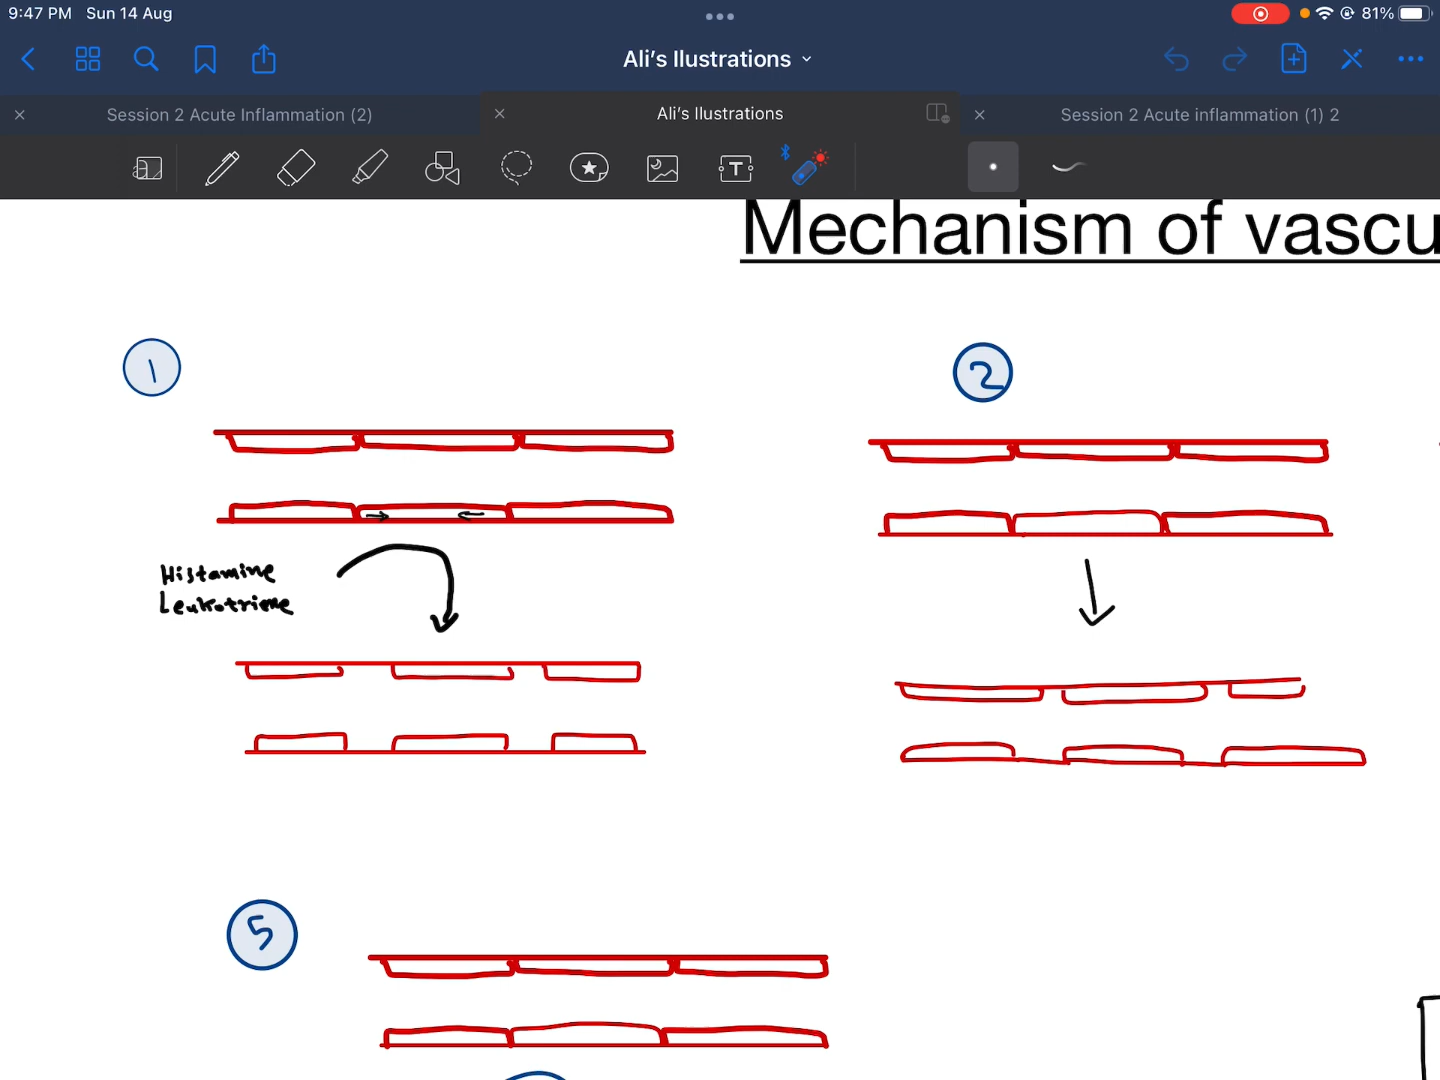 9:47 PM Sun 14 Aug
81%
Ali's Ilustrations
Session 2 Acute Inflammation (2)
Ali's Ilustrations
Session 2 Acute inflammation (1) 2
Mechanism of vascu
1
2
Histamine
Leukotriene
5